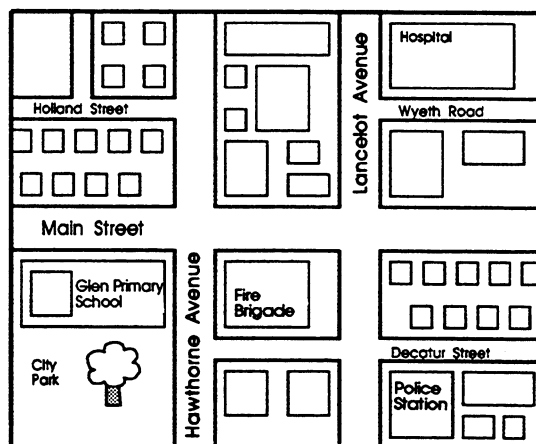 Hospital
Holland Street
Lancelot Avenue
Wyeth Road
Main Street
Glen Primary
School
Hawthorne Avenue
Fire
Brigade
City
Park
Decatur Street
Police
Station